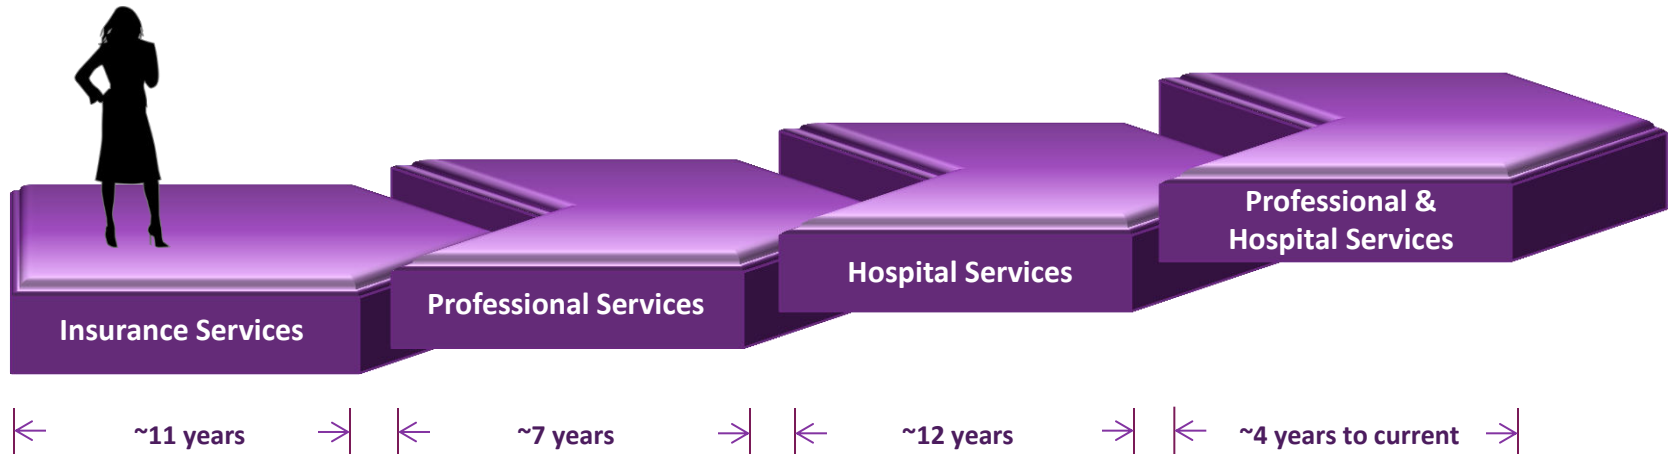 Insurance Services
Professional Services
Hospital Services
Professional &
Hospital Services
~11 years
~7 years
~12 years
~4 years to current